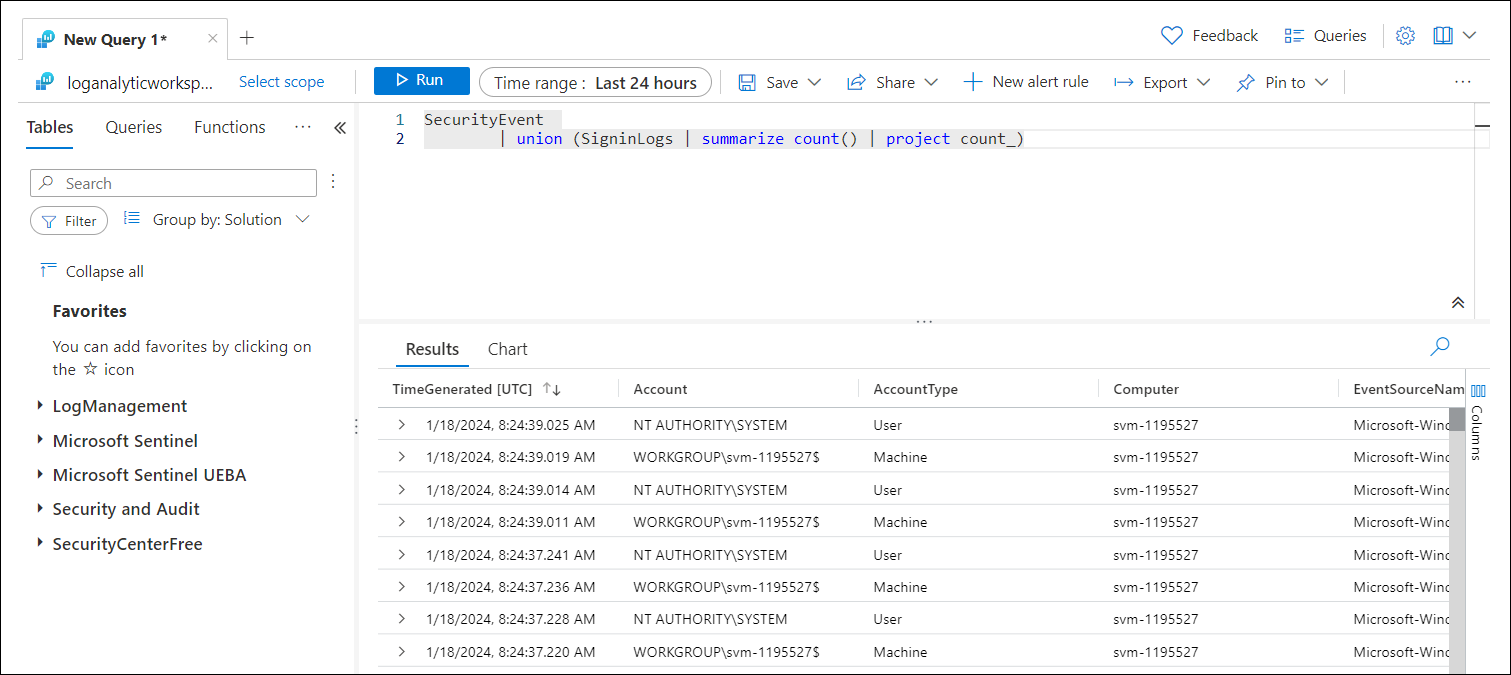 New Query 1*
Feedback Queries
loganalyticworksp... Select scope Run Time range : Last 24 hours Save Share New alert rule Export Pin to ...
Tables Queries Functions ...
1 SecurityEvent
2 | union (SigninLogs | summarize count() | project count_)
Search
Filter Group by: Solution
Collapse all
Favorites
You can add favorites by clicking on
the ☆ icon
LogManagement
Microsoft Sentinel
Microsoft Sentinel UEBA
Security and Audit
SecurityCenterFree
...
Results Chart
TimeGenerated [UTC] Account AccountType Computer EventSourceNam
1/18/2024, 8:24:39.025 AM NT AUTHORITY\SYSTEM User svm-1195527 Microsoft-Winc
1/18/2024, 8:24:39.019 AM WORKGROUP\svm-1195527$ Machine svm-1195527 Microsoft-Winc
1/18/2024, 8:24:39.014 AM NT AUTHORITY\SYSTEM User svm-1195527 Microsoft-Winc
1/18/2024, 8:24:39.011 AM WORKGROUP\svm-1195527$ Machine svm-1195527 Microsoft-Winc
1/18/2024, 8:24:37.241 AM NT AUTHORITY\SYSTEM User svm-1195527 Microsoft-Winc
1/18/2024, 8:24:37.236 AM WORKGROUP\svm-1195527$ Machine svm-1195527 Microsoft-Winc
1/18/2024, 8:24:37.228 AM NT AUTHORITY\SYSTEM User svm-1195527 Microsoft-Winc
1/18/2024, 8:24:37.220 AM WORKGROUP\svm-1195527$ Machine svm-1195527 Microsoft-Winc
Columns